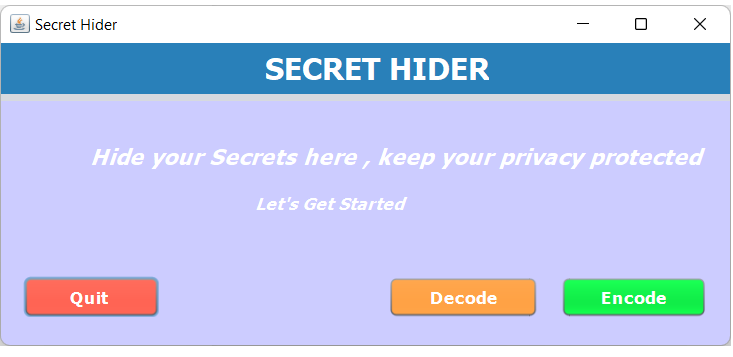 Secret Hider
SECRET HIDER
Hide your Secrets here , keep your privacy protected
Let's Get Started
Quit
Decode
Encode